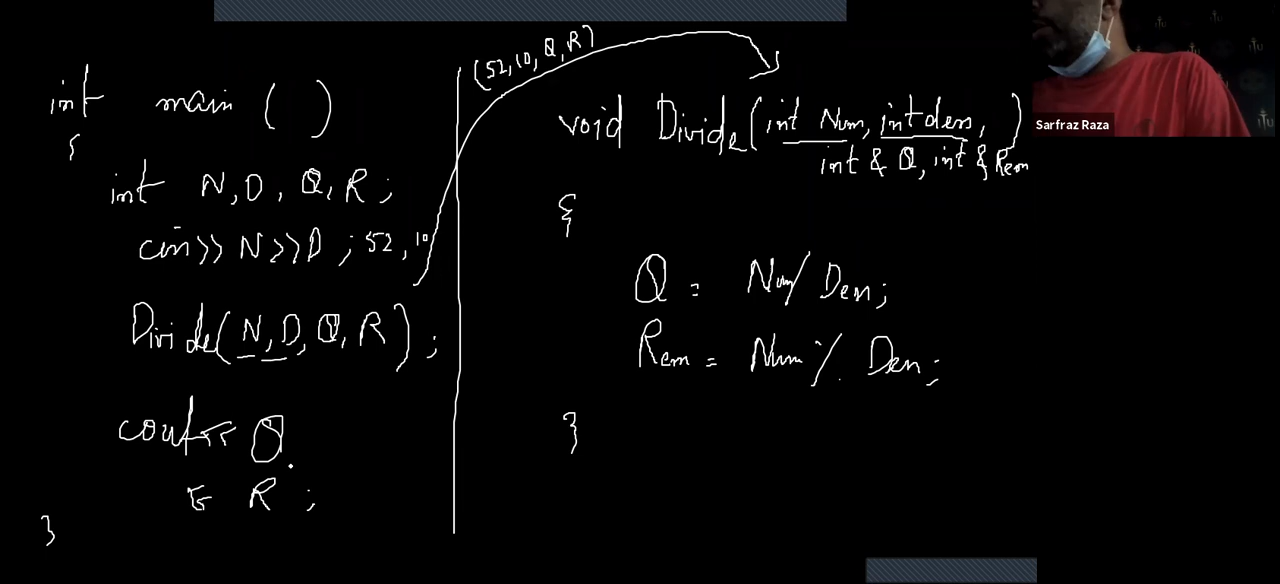 int main ( )
{
int N, D, Q, R;
cin>> N>>D ; 52, 10
Divide(N, D, Q, R);
cout<< Q
<< R ;
}
(52, 10, Q, R)
void Divide(int Num, int den, )
int & Q, int & Rem
{
Q = Num/ Den;
Rem = Num % Den;
}
Sarfraz Raza
ITU